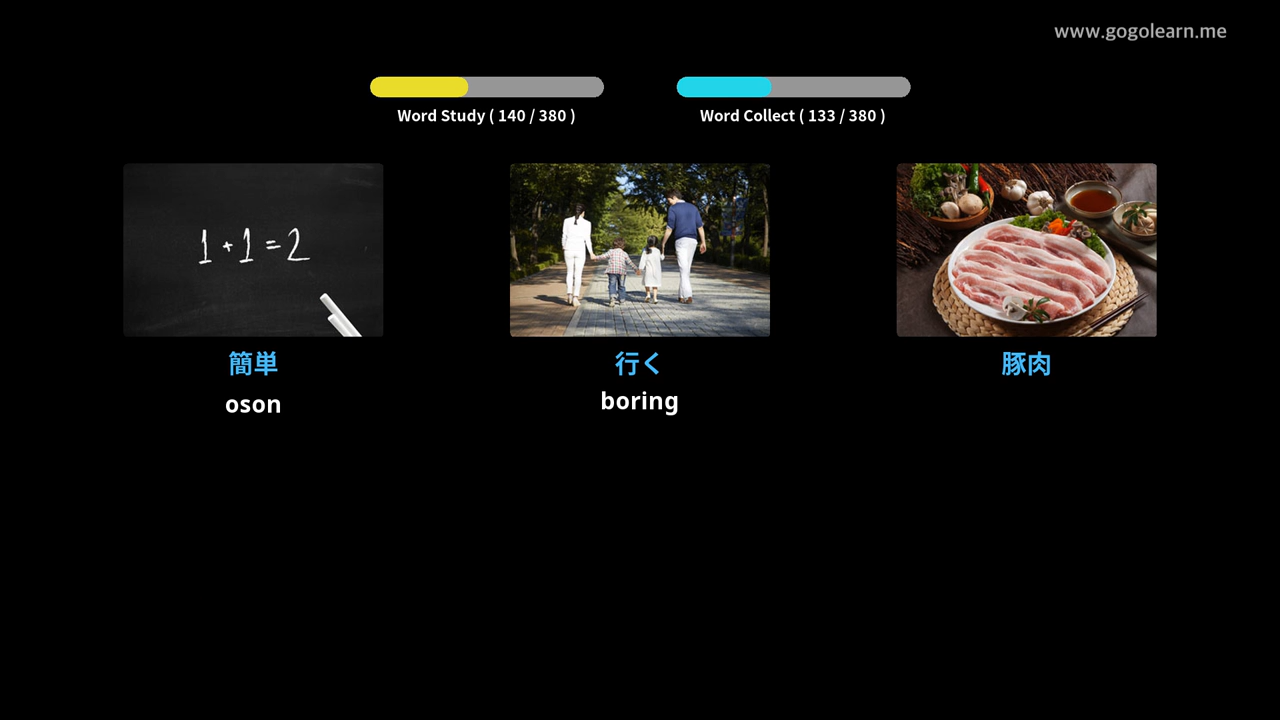 www.gogolearn.me
Word Study ( 140 / 380 )
Word Collect ( 133 / 380 )
1+1=2
簡単
行く
豚肉
oson
boring